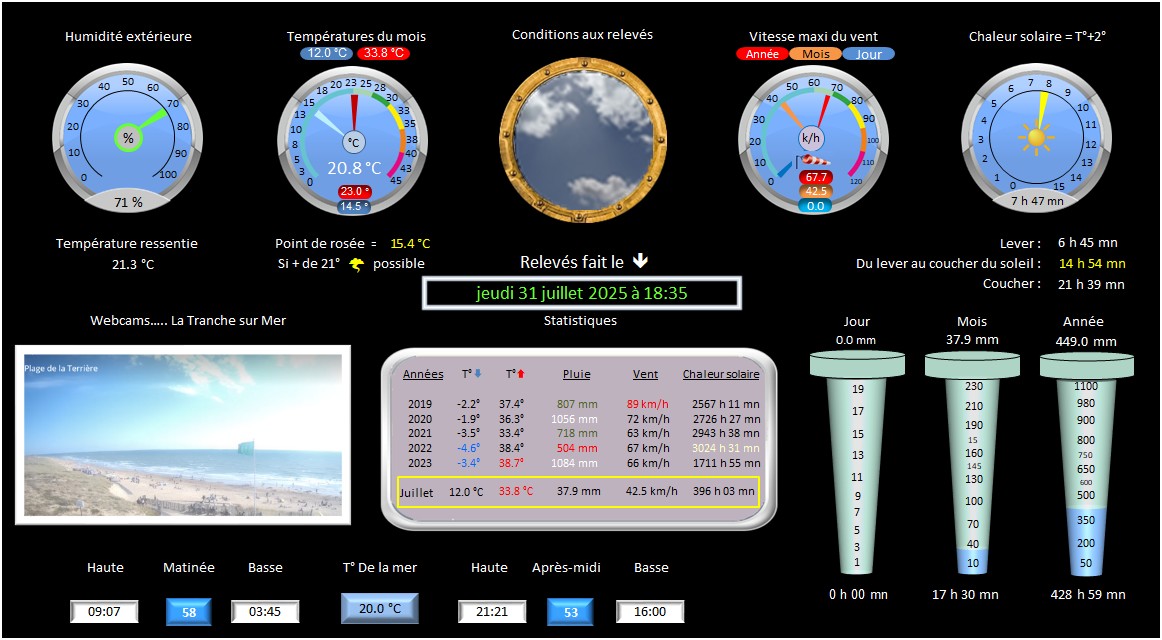 Humidité extérieure
Températures du mois
Conditions aux relevés
Vitesse maxi du vent
Chaleur solaire = T°+2°
12.0 °C 33.8 °C
Année Mois Jour
0 10 20 30 40 50 60 70 80 90 100
%
71 %
0 3 5 8 10 13 15 18 20 23 25 28 30 33 35 38 40 43 45
°C
20.8 °C
23.0 °
14.5 °
0 10 20 30 40 50 60 70 80 90 100 110 120
k/h
67.7
42.5
0.0
0 1 2 3 4 5 6 7 8 9 10 11 12 13 14 15
7 h 47 mn
Température ressentie
21.3 °C
Point de rosée = 15.4 °C
Si + de 21° possible
Relevés fait le
jeudi 31 juillet 2025 à 18:35
Lever : 6 h 45 mn
Du lever au coucher du soleil : 14 h 54 mn
Coucher : 21 h 39 mn
Webcams..... La Tranche sur Mer
Plage de la Terrière
Statistiques
Années T° T° Pluie Vent Chaleur solaire
2019 -2.2° 37.4° 807 mm 89 km/h 2567 h 11 mn
2020 -1.9° 36.3° 1056 mm 72 km/h 2726 h 27 mn
2021 -3.5° 33.4° 718 mm 63 km/h 2943 h 38 mn
2022 -4.6° 38.4° 504 mm 67 km/h 3024 h 31 mn
2023 -3.4° 38.7° 1084 mm 66 km/h 1711 h 55 mn
Juillet 12.0 °C 33.8 °C 37.9 mm 42.5 km/h 396 h 03 mn
Jour
0.0 mm
19
17
15
13
11
9
7
5
3
1
0 h 00 mn
Mois
37.9 mm
230
210
190
15
160
145
130
100
70
40
10
17 h 30 mn
Année
449.0 mm
1100
980
900
800
750
650
600
500
350
200
50
428 h 59 mn
Haute Matinée Basse T° De la mer Haute Après-midi Basse
09:07 58 03:45 20.0 °C 21:21 53 16:00